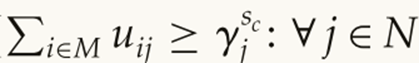 ∑_{i∈M} u_{ij} ≥ γ_j^{s_c}: ∀ j ∈ N